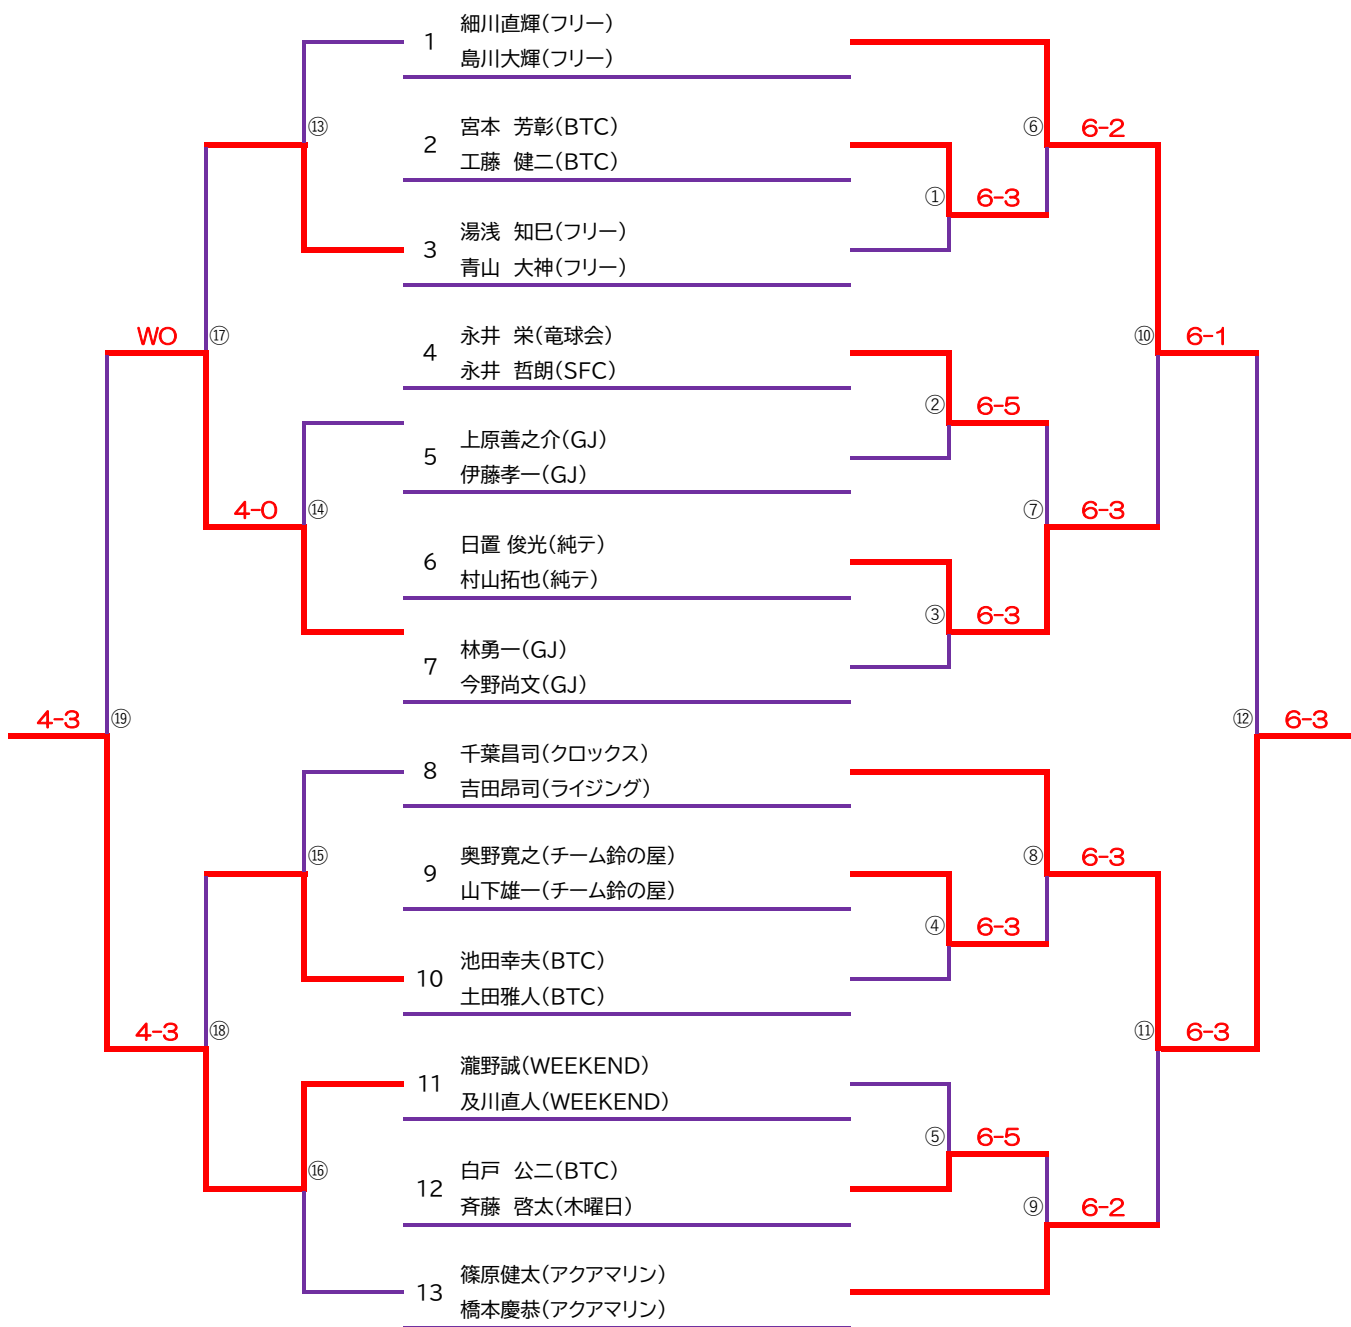 1
細川直輝(フリー)
島川大輝(フリー)
⑬
2
宮本 芳彰(BTC)
工藤 健二(BTC)
⑥
6-2
①
6-3
3
湯浅 知巳(フリー)
青山 大神(フリー)
WO
⑰
4
永井 栄(竜球会)
永井 哲朗(SFC)
⑩
6-1
②
6-5
5
上原善之介(GJ)
伊藤孝一(GJ)
4-0
⑭
⑦
6-3
6
日置 俊光(純テ)
村山拓也(純テ)
③
6-3
7
林勇一(GJ)
今野尚文(GJ)
4-3
⑲
⑫
6-3
8
千葉昌司(クロックス)
吉田昂司(ライジング)
⑮
9
奥野寛之(チーム鈴の屋)
山下雄一(チーム鈴の屋)
⑧
6-3
④
6-3
10
池田幸夫(BTC)
土田雅人(BTC)
4-3
⑱
⑪
6-3
11
瀧野誠(WEEKEND)
及川直人(WEEKEND)
⑤
6-5
⑯
12
白戸 公二(BTC)
斉藤 啓太(木曜日)
⑨
6-2
13
篠原健太(アクアマリン)
橋本慶恭(アクアマリン)